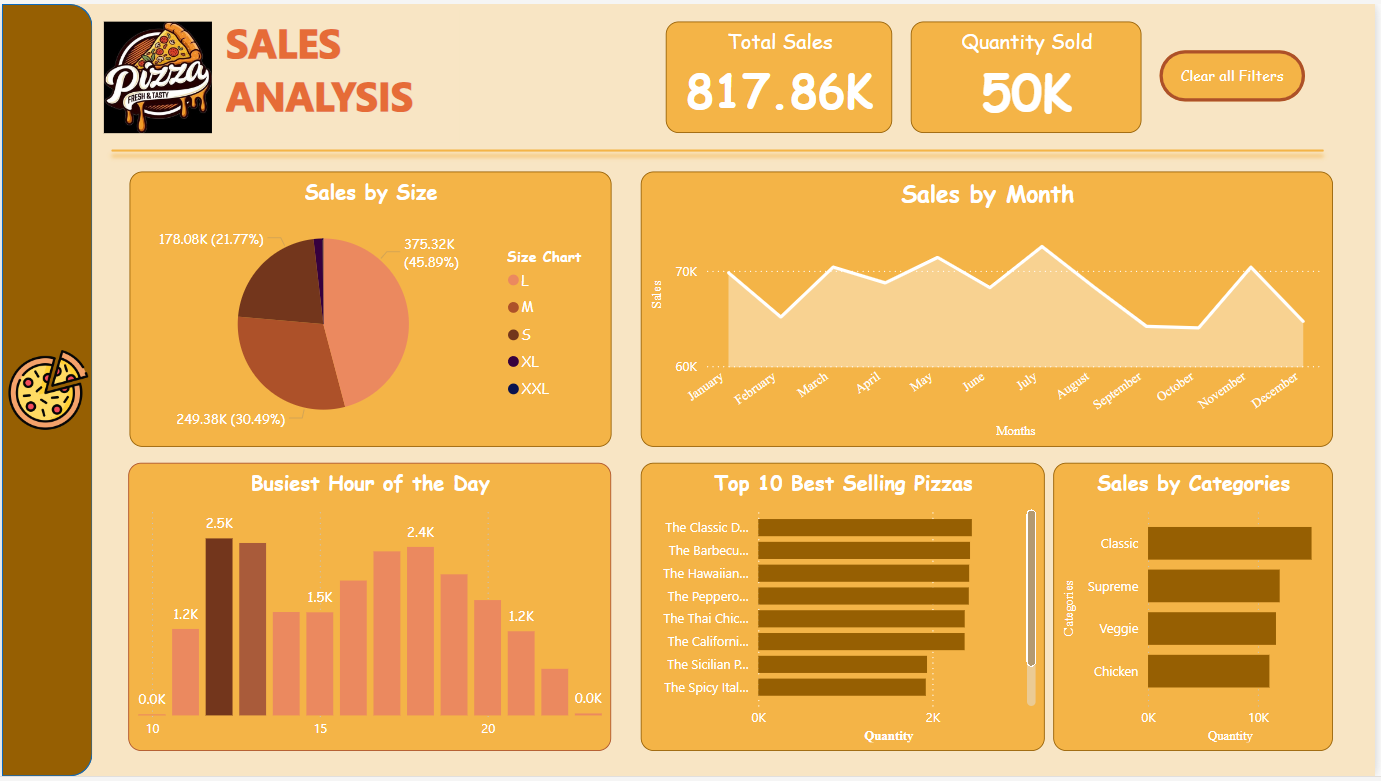 Pizza
FRESH & TASTY
SALES
ANALYSIS
Total Sales
817.86K
Quantity Sold
50K
Clear all Filters
Sales by Size
178.08K (21.77%)
375.32K
(45.89%)
249.38K (30.49%)
Size Chart
L
M
S
XL
XXL
Sales by Month
Sales
70K
60K
January
February
March
April
May
June
July
August
September
October
November
December
Months
Busiest Hour of the Day
0.0K
1.2K
2.5K
1.5K
2.4K
1.2K
0.0K
10
15
20
Top 10 Best Selling Pizzas
The Classic D...
The Barbecu...
The Hawaiian...
The Peppero...
The Thai Chic...
The Californi...
The Sicilian P...
The Spicy Ital...
0K
2K
Quantity
Sales by Categories
Categories
Classic
Supreme
Veggie
Chicken
0K
10K
Quantity